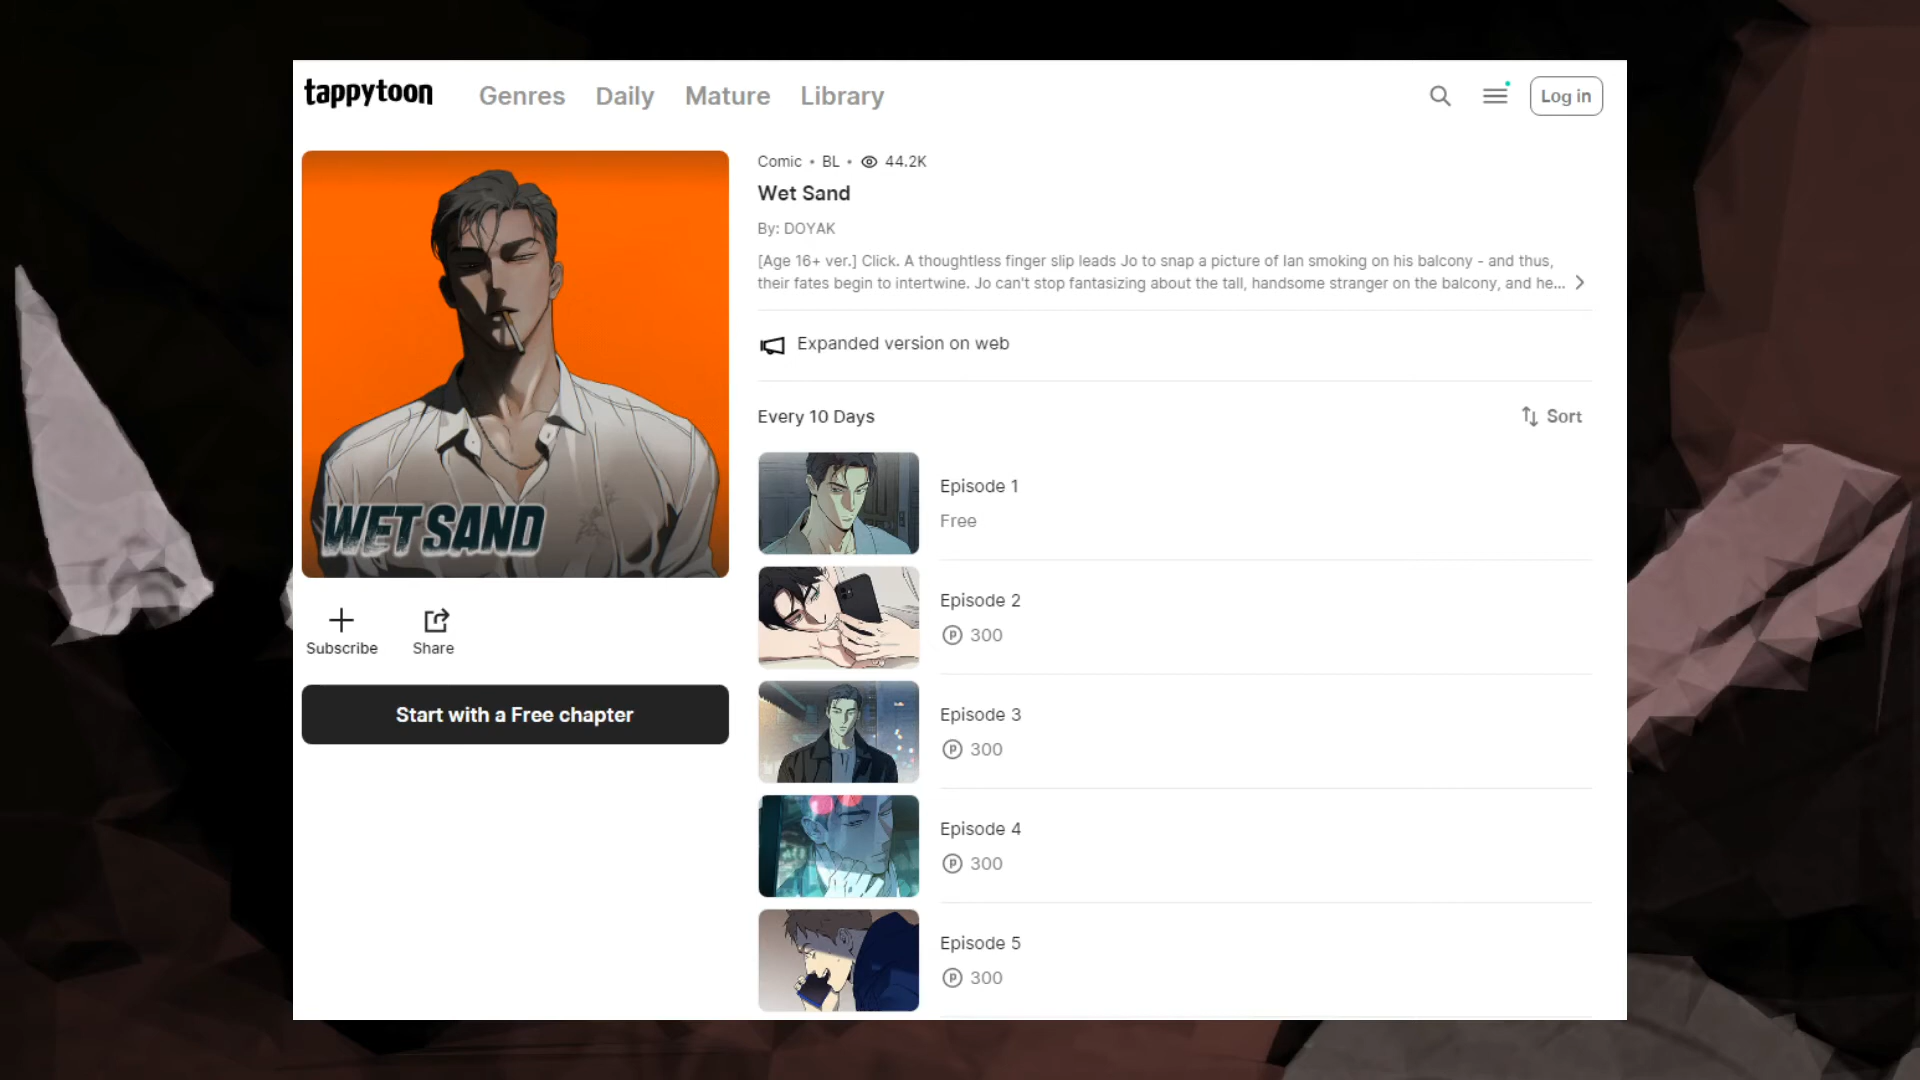 tappytoon
Genres
Daily
Mature
Library
Log in
WET SAND
Subscribe
Share
Start with a Free chapter
Comic • BL • 44.2K
Wet Sand
By: DOYAK
[Age 16+ ver.] Click. A thoughtless finger slip leads Jo to snap a picture of Ian smoking on his balcony - and thus,
their fates begin to intertwine. Jo can't stop fantasizing about the tall, handsome stranger on the balcony, and he...
Expanded version on web
Every 10 Days
Sort
Episode 1
Free
Episode 2
P 300
Episode 3
P 300
Episode 4
P 300
Episode 5
P 300